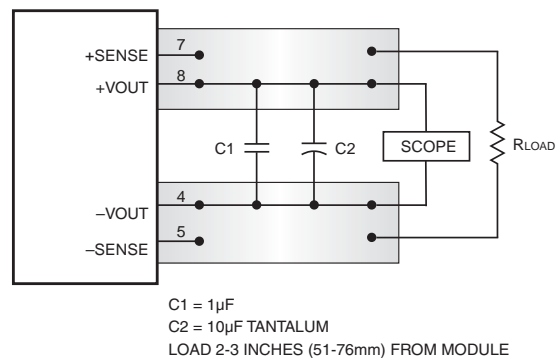 +SENSE 7
+VOUT 8
C1 C2 SCOPE RLOAD
−VOUT 4
−SENSE 5
C1 = 1µF
C2 = 10µF TANTALUM
LOAD 2-3 INCHES (51-76mm) FROM MODULE